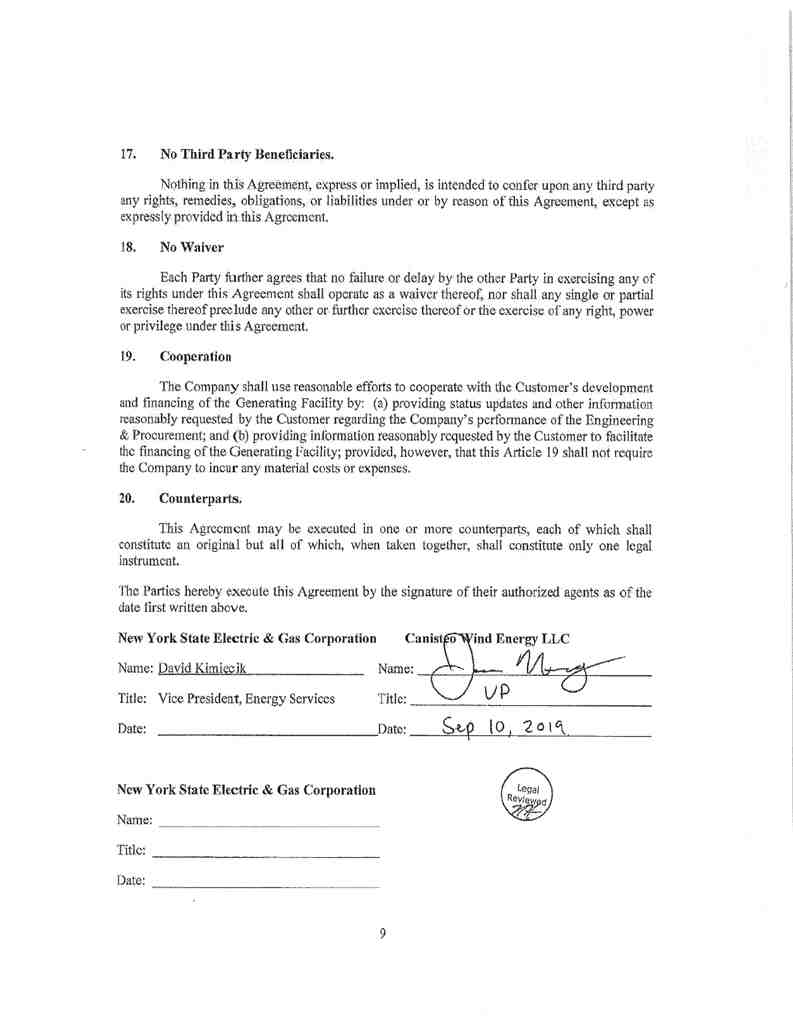 17. No Third Party Beneficiaries.
Nothing in this Agreement, express or implied, is intended to confer upon any third party
any rights, remedies, obligations, or liabilities under or by reason of this Agreement, except as
expressly provided in this Agreement.
18. No Waiver
Each Party further agrees that no failure or delay by the other Party in exercising any of
its rights under this Agreement shall operate as a waiver thereof, nor shall any single or partial
exercise thereof preclude any other or further exercise thereof or the exercise of any right, power
or privilege under this Agreement.
19. Cooperation
The Company shall use reasonable efforts to cooperate with the Customer's development
and financing of the Generating Facility by: (a) providing status updates and other information
reasonably requested by the Customer regarding the Company's performance of the Engineering
& Procurement; and (b) providing information reasonably requested by the Customer to facilitate
the financing of the Generating Facility; provided, however, that this Article 19 shall not require
the Company to incur any material costs or expenses.
20. Counterparts.
This Agreement may be executed in one or more counterparts, each of which shall
constitute an original but all of which, when taken together, shall constitute only one legal
instrument.
The Parties hereby execute this Agreement by the signature of their authorized agents as of the
date first written above.
New York State Electric & Gas Corporation Canisteo Wind Energy LLC
Name: David Kimiecik Name:
Title: Vice President, Energy Services Title: VP
Date: Date: Sep 10, 2019
New York State Electric & Gas Corporation
Legal
Reviewed
Name:
Title:
Date:
9